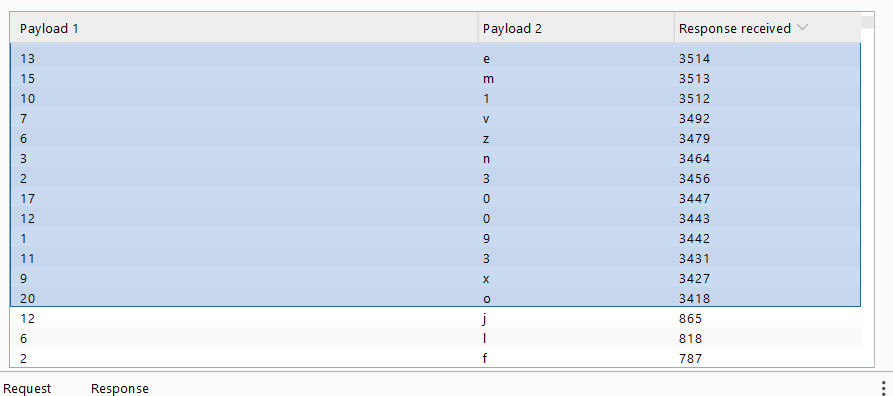 Payload 1 Payload 2 Response received
13 e 3514
15 m 3513
10 1 3512
7 v 3492
6 z 3479
3 n 3464
2 3 3456
17 0 3447
12 0 3443
1 9 3442
11 3 3431
9 x 3427
20 o 3418
12 j 865
6 l 818
2 f 787
Request Response